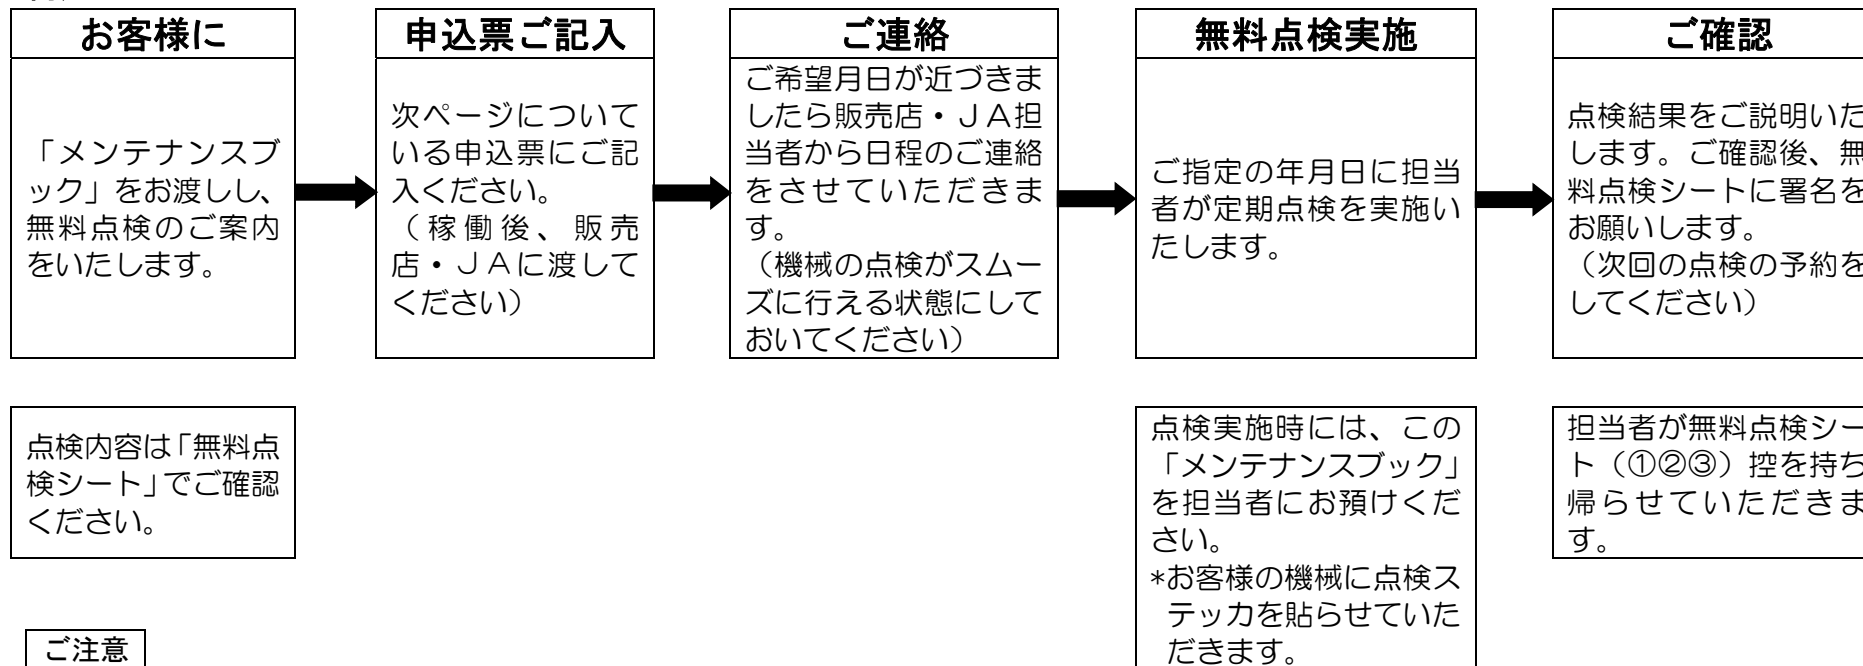 お客様に
「メンテナンスブ
ック」をお渡しし、
無料点検のご案内
をいたします。
申込票ご記入
次ページについて
いる申込票にご記
入ください。
（稼働後、販売
店・ＪＡに渡して
ください）
ご連絡
ご希望月日が近づきま
したら販売店・ＪＡ担
当者から日程のご連絡
をさせていただきま
す。
（機械の点検がスムー
ズに行える状態にして
おいてください）
無料点検実施
ご指定の年月日に担当
者が定期点検を実施い
たします。
ご確認
点検結果をご説明いた
します。ご確認後、無
料点検シートに署名を
お願いします。
（次回の点検の予約を
してください）
点検内容は「無料点
検シート」でご確認
ください。
点検実施時には、この
「メンテナンスブック」
を担当者にお預けくだ
さい。
*お客様の機械に点検ス
テッカを貼らせていた
だきます。
担当者が無料点検シー
ト（①②③）控を持ち
帰らせていただきま
す。
ご注意